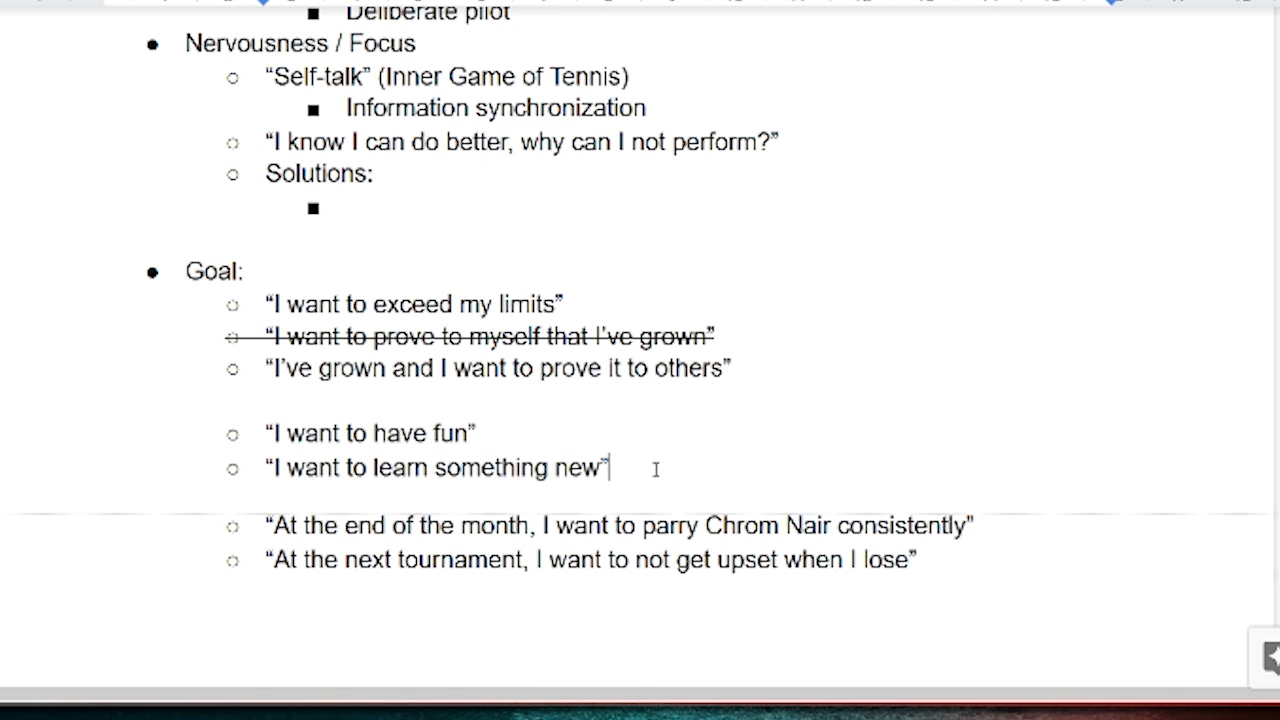 Deliberate pilot
Nervousness / Focus
“Self-talk” (Inner Game of Tennis)
Information synchronization
“I know I can do better, why can I not perform?”
Solutions:
Goal:
“I want to exceed my limits”
“I want to prove to myself that I’ve grown”
“I’ve grown and I want to prove it to others”
“I want to have fun”
“I want to learn something new”
“At the end of the month, I want to parry Chrom Nair consistently”
“At the next tournament, I want to not get upset when I lose”